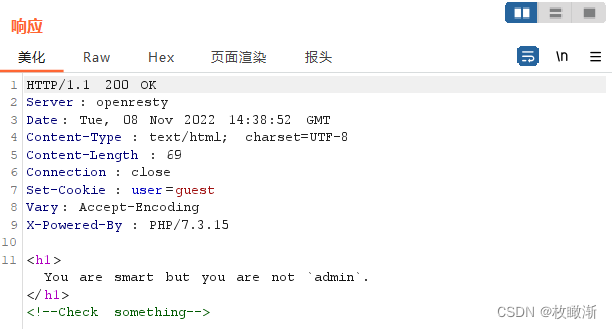 响应
美化 Raw Hex 页面渲染 报头 \n
1 HTTP/1.1 200 OK
2 Server : openresty
3 Date : Tue, 08 Nov 2022 14:38:52 GMT
4 Content-Type : text/html; charset=UTF-8
5 Content-Length : 69
6 Connection : close
7 Set-Cookie : user=guest
8 Vary : Accept-Encoding
9 X-Powered-By : PHP/7.3.15
10
11 <h1>
You are smart but you are not `admin`.
</h1>
<!--Check something-->
CSDN @枚瞰渐